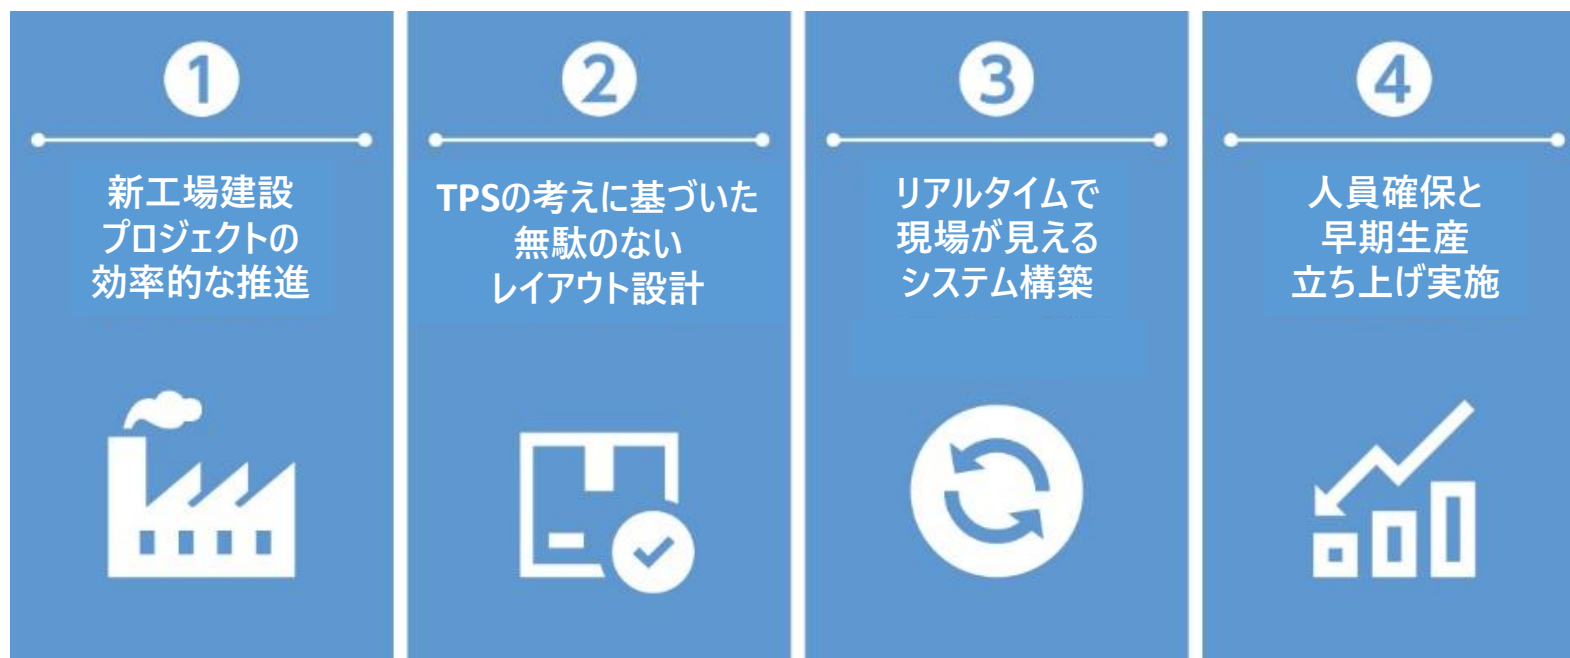 1
新工場建設
プロジェクトの
効率的な推進
2
TPSの考えに基づいた
無駄のない
レイアウト設計
3
リアルタイムで
現場が見える
システム構築
4
人員確保と
早期生産
立ち上げ実施